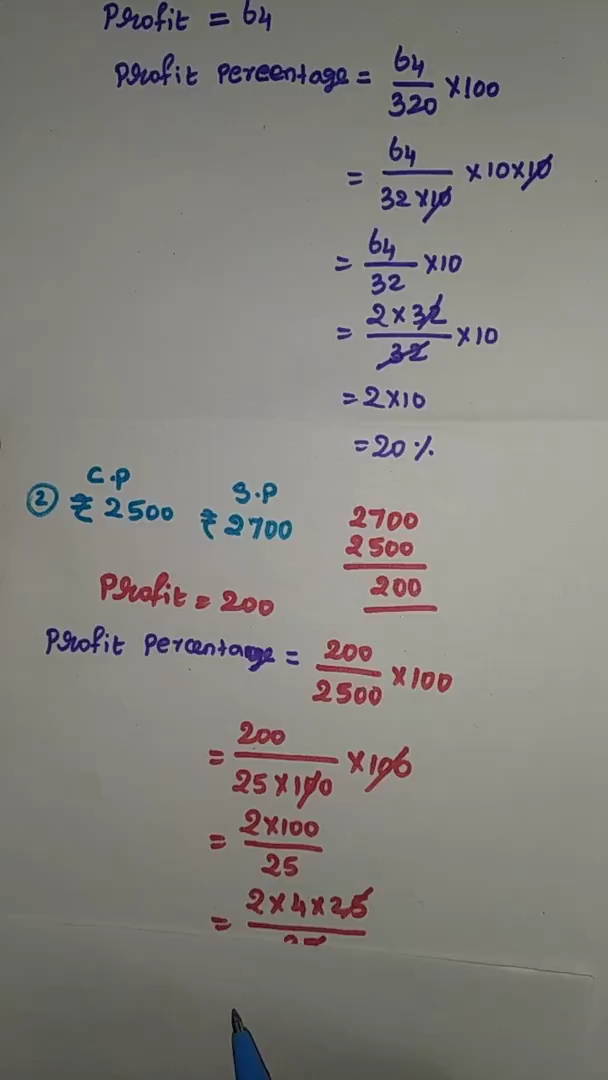 Profit = 64
Profit Percentage = 64/320 ×100
= 64/32×10 ×10×10
= 64/32 ×10
= 2×32/32 ×10
= 2×10
= 20%
② C.P ₹2500 S.P ₹2700
2700
2500
200
Profit = 200
Profit Percentage = 200/2500 ×100
= 200/25×100 ×100
= 2×100/25
= 2×4×25/25